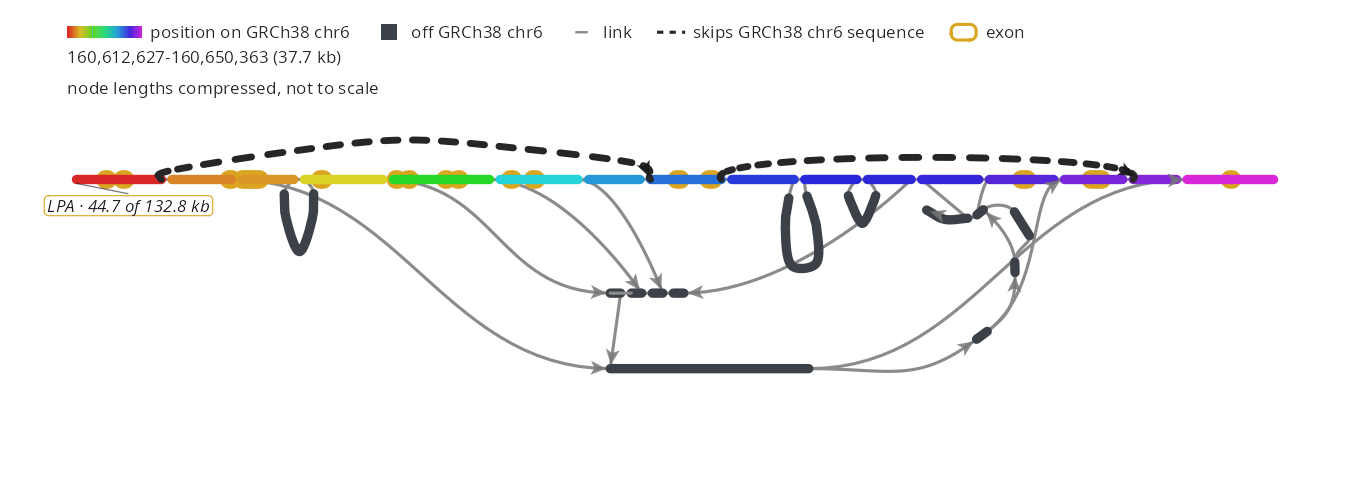 position on GRCh38 chr6 off GRCh38 chr6 link skips GRCh38 chr6 sequence exon
160,612,627-160,650,363 (37.7 kb)
node lengths compressed, not to scale
LPA · 44.7 of 132.8 kb